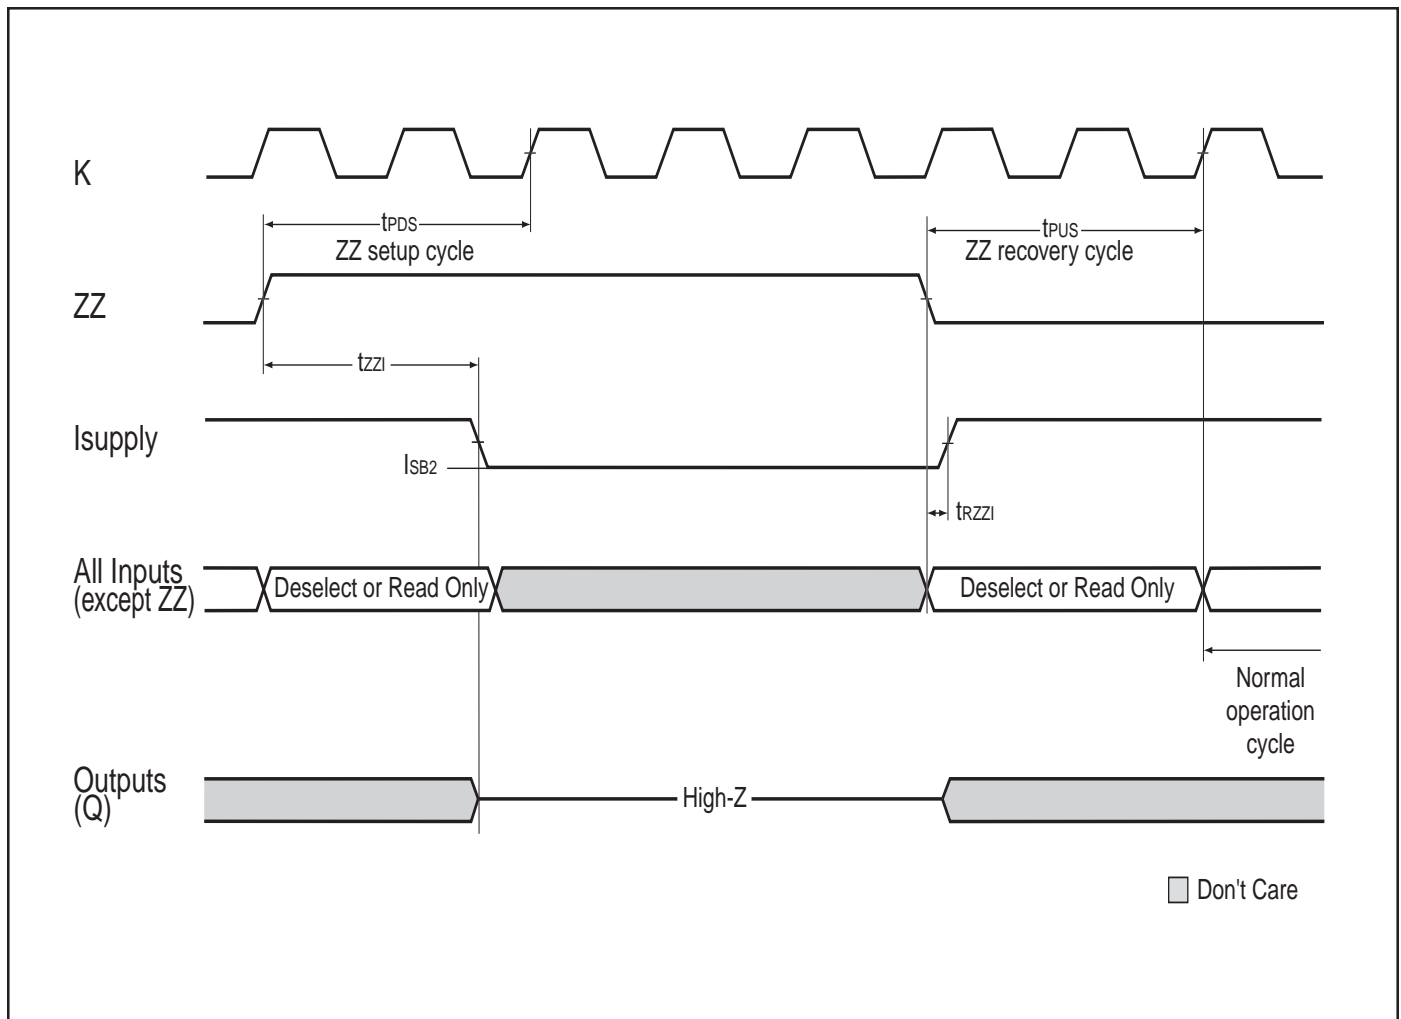 K
tPDS
ZZ setup cycle
tPUS
ZZ recovery cycle
ZZ
tZZI
Isupply
ISB2
tRZZI
All Inputs
(except ZZ)
Deselect or Read Only
Deselect or Read Only
Normal
operation
cycle
Outputs
(Q)
High-Z
Don't Care